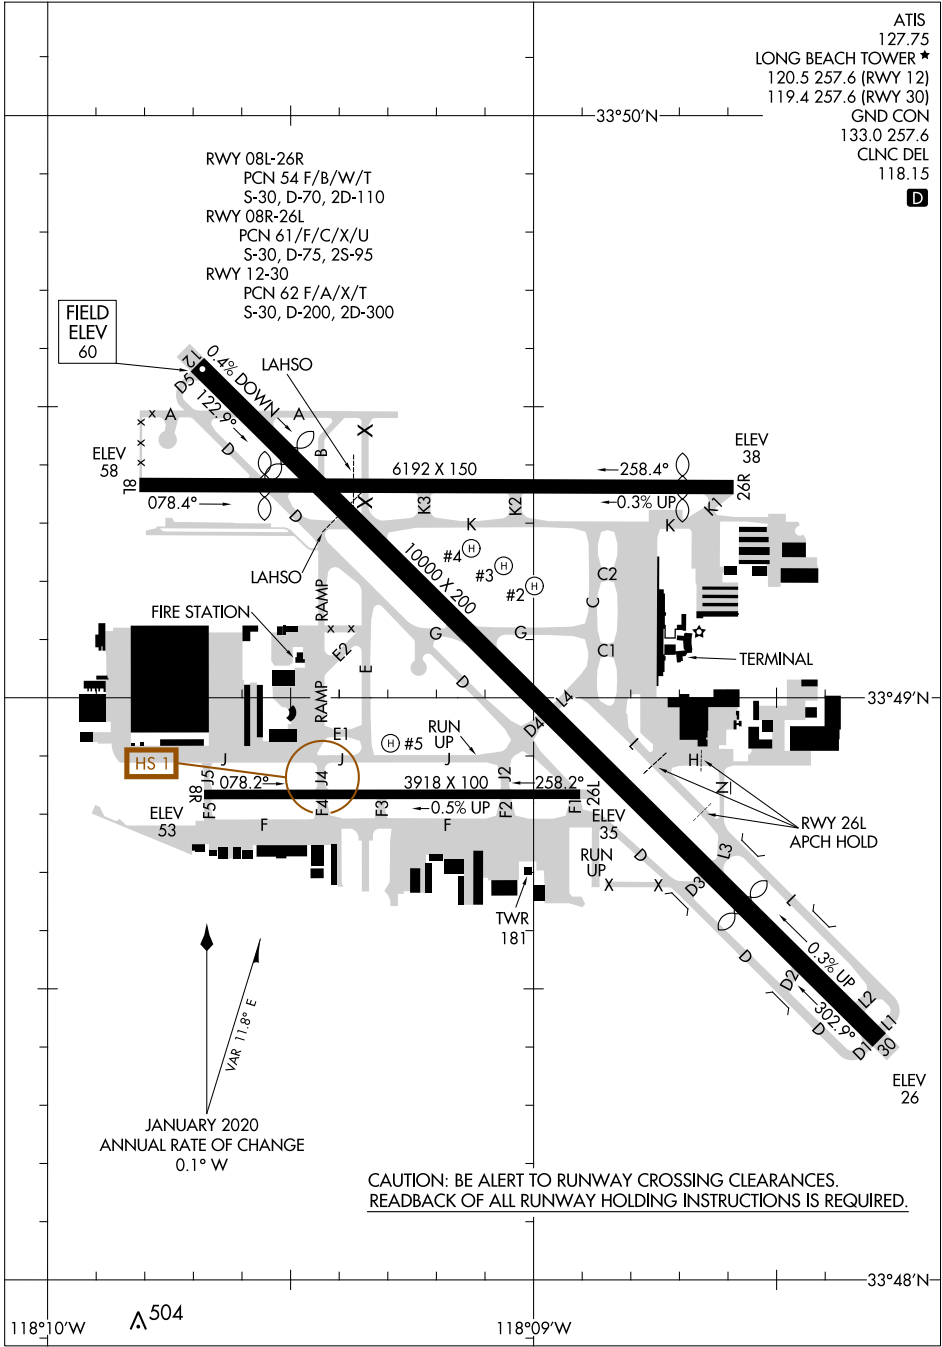 ATIS
127.75
LONG BEACH TOWER ★
120.5 257.6 (RWY 12)
119.4 257.6 (RWY 30)
GND CON
133.0 257.6
CLNC DEL
118.15
D
33°50'N
RWY 08L-26R
PCN 54 F/B/W/T
S-30, D-70, 2D-110
RWY 08R-26L
PCN 61/F/C/X/U
S-30, D-75, 2S-95
RWY 12-30
PCN 62 F/A/X/T
S-30, D-200, 2D-300
FIELD
ELEV
60
12
D5
0.4% DOWN
122.9°
LAHSO
A
A
X
B
D
ELEV
58
8L
078.4°
6192 X 150
258.4°
0.3% UP
ELEV
38
26R
X
K3
K2
K1
D
K
K
LAHSO
#4 H
#3 H
#2 H
10000 X 200
C2
C
C1
RAMP
FIRE STATION
E2
E
G
G
TERMINAL
D
RAMP
33°49'N
L4
D4
E1
H #5
RUN
UP
L
H
HS 1
J
J
J
J5
J4
J2
078.2°
3918 X 100
258.2°
8R
26L
0.5% UP
F5
F4
F3
F2
F1
F
F
ELEV
53
ELEV
35
N
RWY 26L
APCH HOLD
RUN
UP
D
L3
X
X
D3
L
TWR
181
0.3% UP
D
D2
L2
302.9°
D
L1
D1
30
ELEV
26
VAR 11.8° E
JANUARY 2020
ANNUAL RATE OF CHANGE
0.1° W
CAUTION: BE ALERT TO RUNWAY CROSSING CLEARANCES.
READBACK OF ALL RUNWAY HOLDING INSTRUCTIONS IS REQUIRED.
33°48'N
504
118°10'W
118°09'W